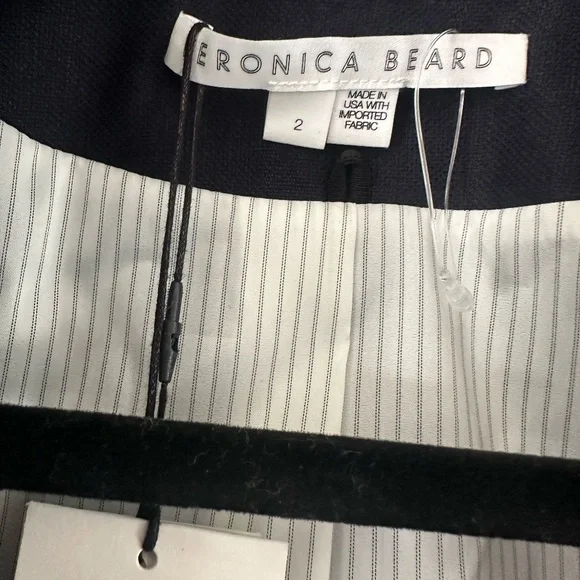 ERONICA BEARD
2
MADE IN
USA WITH
IMPORTED
FABRIC